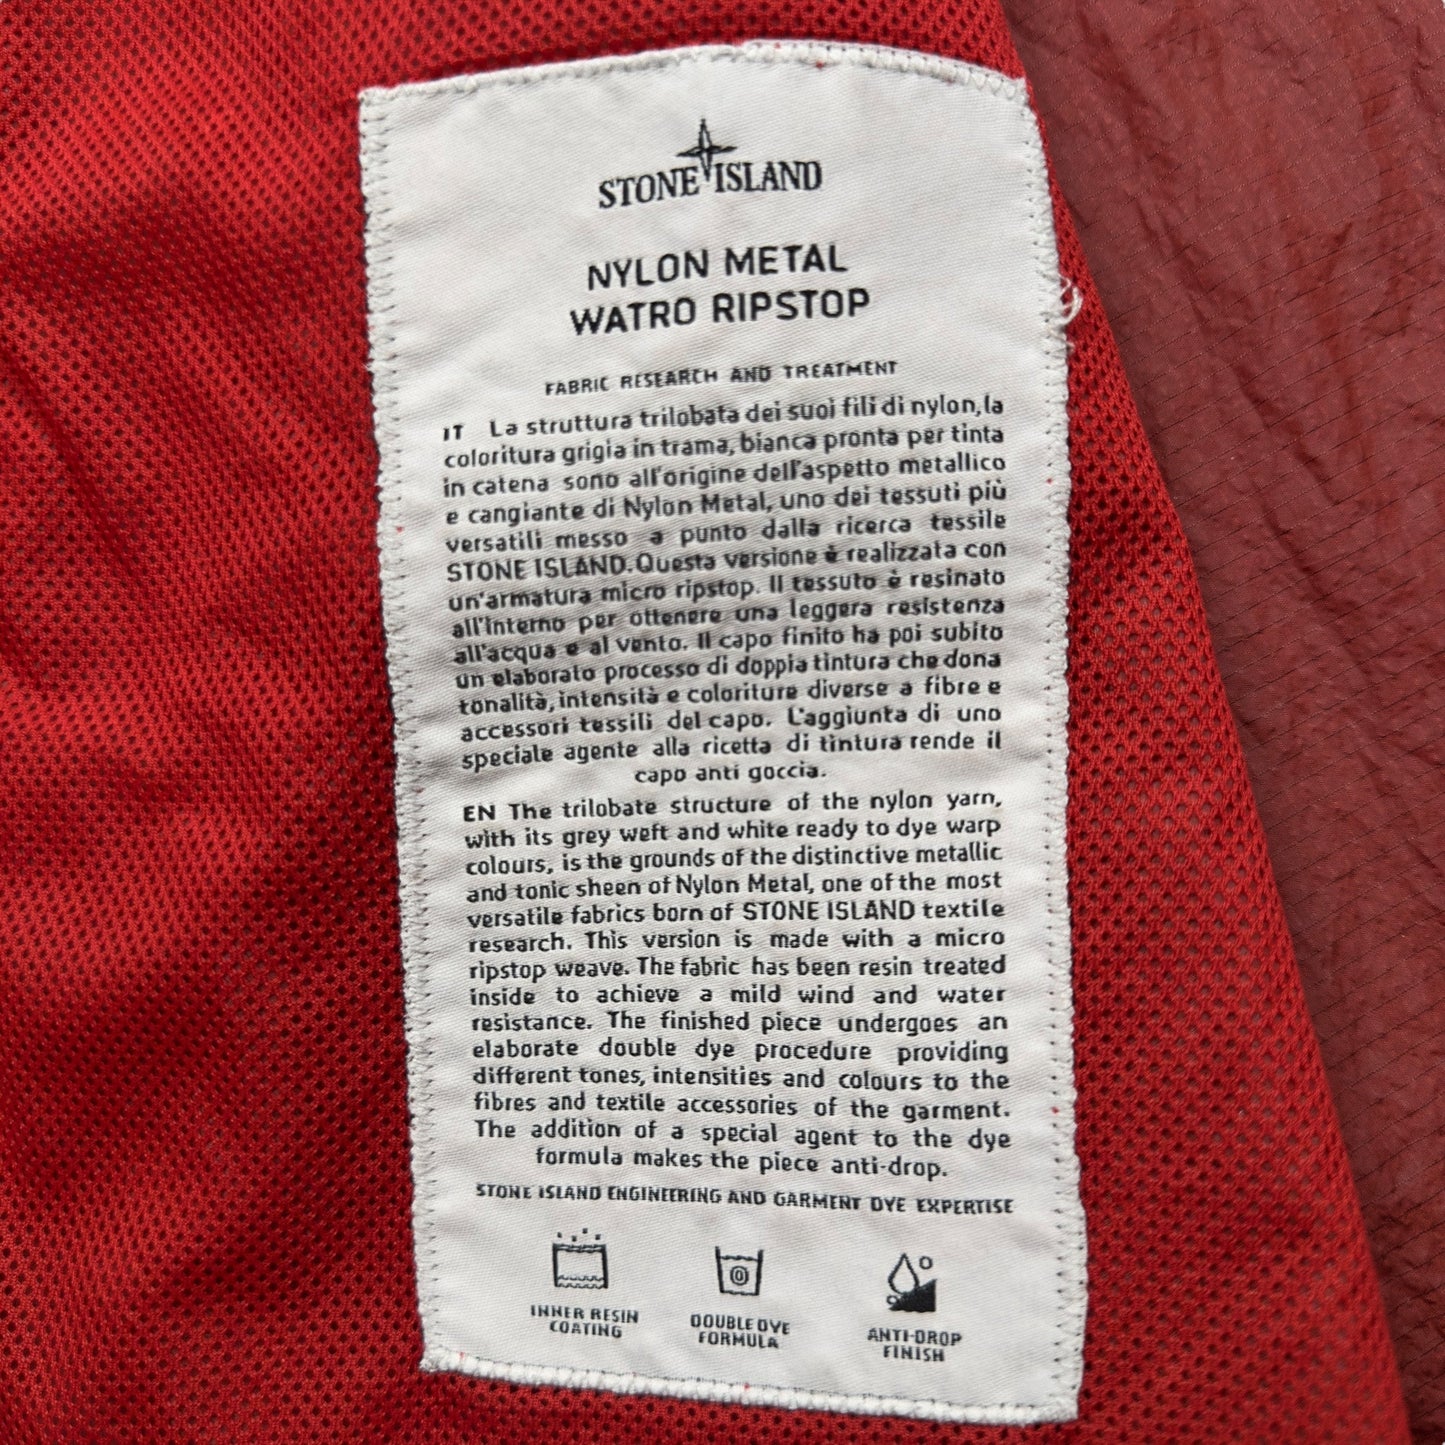 STONE ISLAND
NYLON METAL
WATRO RIPSTOP
FABRIC RESEARCH AND TREATMENT
IT La struttura trilobata dei suoi fili di nylon, la
coloritura grigia in trama, bianca pronta per tinta
in catena sono all'origine dell'aspetto metallico
e cangiante di Nylon Metal, uno dei tessuti più
versatili messo a punto dalla ricerca tessile
STONE ISLAND. Questa versione è realizzata con
un'armatura micro ripstop. Il tessuto è resinato
all'interno per ottenere una leggera resistenza
all'acqua e al vento. Il capo finito ha poi subito
un elaborato processo di doppia tintura che dona
tonalità, intensità e coloriture diverse a fibre e
accessori tessili del capo. L'aggiunta di uno
speciale agente alla ricetta di tintura rende il
capo anti goccia.
EN The trilobate structure of the nylon yarn,
with its grey weft and white ready to dye warp
colours, is the grounds of the distinctive metallic
and tonic sheen of Nylon Metal, one of the most
versatile fabrics born of STONE ISLAND textile
research. This version is made with a micro
ripstop weave. The fabric has been resin treated
inside to achieve a mild wind and water
resistance. The finished piece undergoes an
elaborate double dye procedure providing
different tones, intensities and colours to the
fibres and textile accessories of the garment.
The addition of a special agent to the dye
formula makes the piece anti-drop.
STONE ISLAND ENGINEERING AND GARMENT DYE EXPERTISE
INNER RESIN
COATING
DOUBLE DYE
FORMULA
ANTI-DROP
FINISH